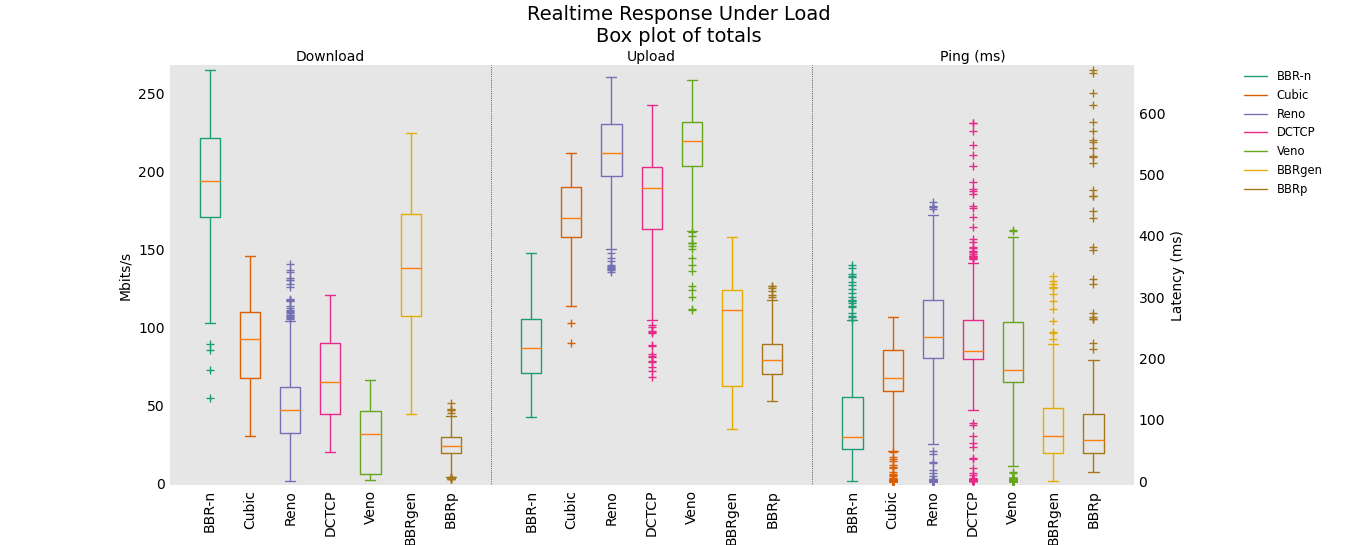 Realtime Response Under Load
Box plot of totals
Download
Upload
Ping (ms)
250
200
150
100
50
0
Mbits/s
600
500
400
300
200
100
0
Latency (ms)
BBR-n
Cubic
Reno
DCTCP
Veno
BBRgen
BBRp
BBR-n
Cubic
Reno
DCTCP
Veno
BBRgen
BBRp
BBR-n
Cubic
Reno
DCTCP
Veno
BBRgen
BBRp
BBR-n
Cubic
Reno
DCTCP
Veno
BBRgen
BBRp